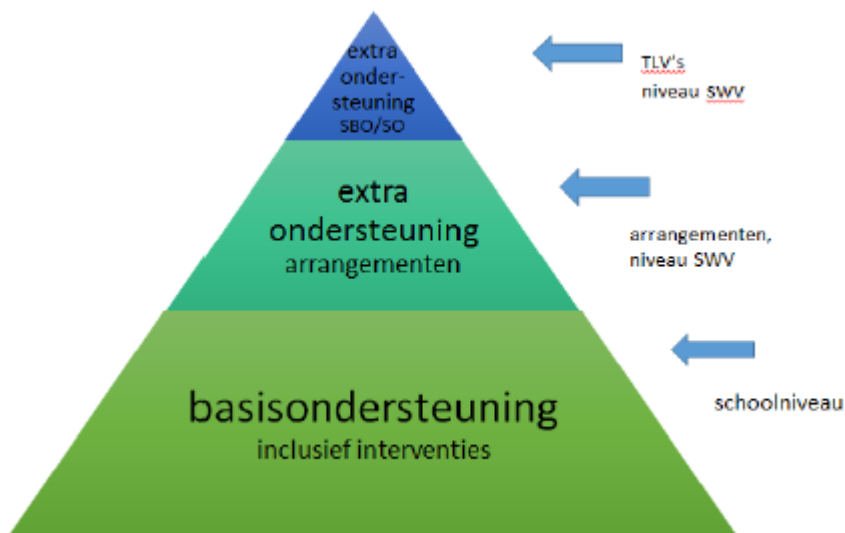 extra
onder-
steuning
SBO/SO
TLV's
niveau SWV
extra
ondersteuning
arrangementen
arrangementen,
niveau SWV
basisondersteuning
inclusief interventies
schoolniveau